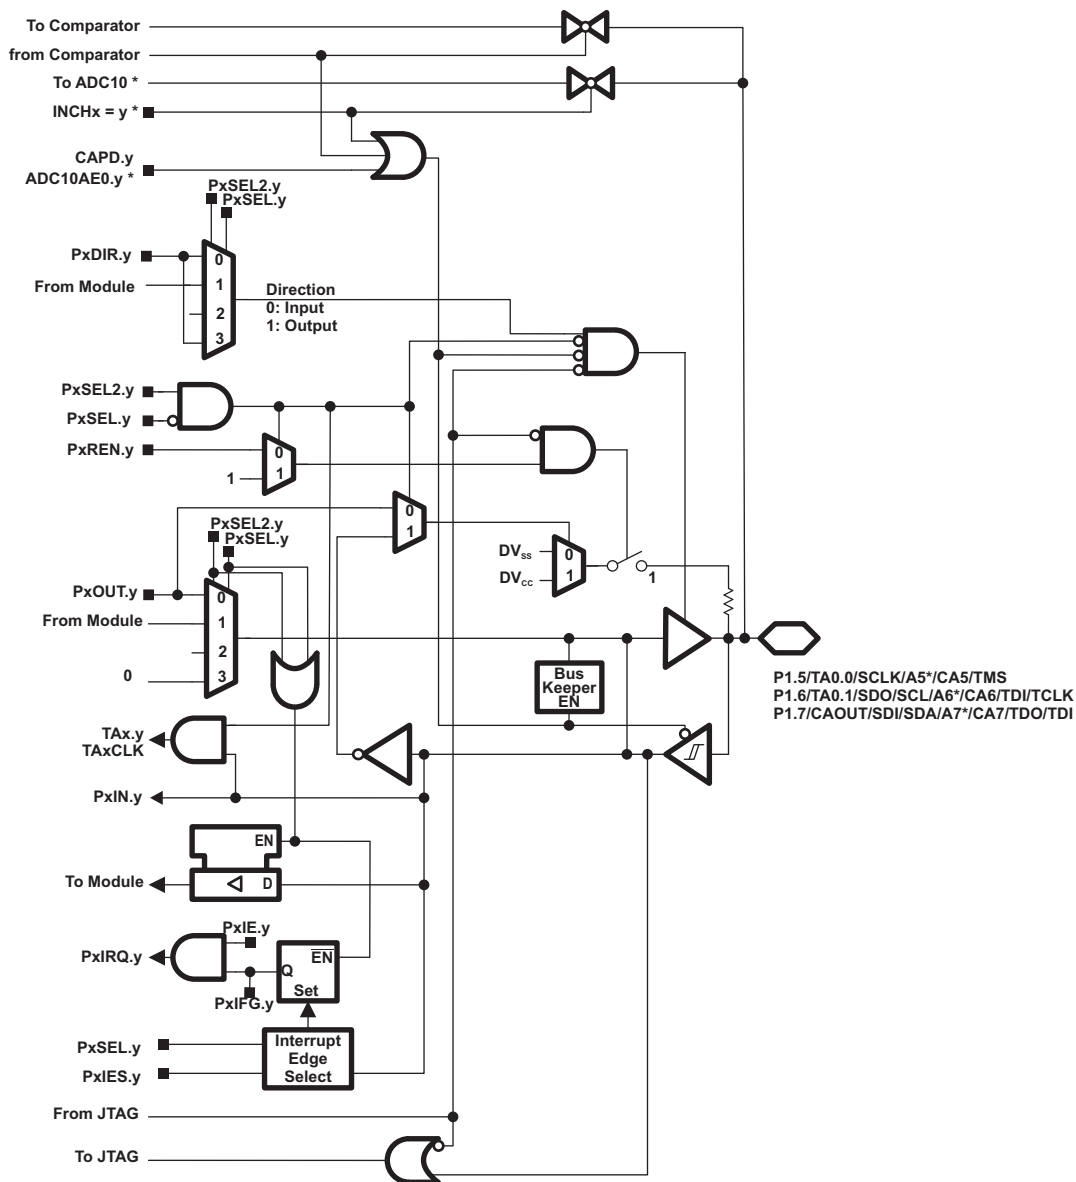 To Comparator
from Comparator
To ADC10 *
INCHx = y *
CAPD.y
ADC10AE0.y *
PxSEL2.y
PxSEL.y
PxDIR.y
0
From Module
1
2
3
Direction
0: Input
1: Output
PxSEL2.y
PxSEL.y
PxREN.y
0
1
1
0
1
PxSEL2.y
PxSEL.y
DVSS
0
DVCC
1
1
PxOUT.y
0
From Module
1
2
0
3
Bus
Keeper
EN
P1.5/TA0.0/SCLK/A5*/CA5/TMS
P1.6/TA0.1/SDO/SCL/A6*/CA6/TDI/TCLK
P1.7/CAOUT/SDI/SDA/A7*/CA7/TDO/TDI
TAx.y
TAxCLK
PxIN.y
EN
To Module
D
PxIE.y
PxIRQ.y
EN
Q
Set
PxIFG.y
PxSEL.y
PxIES.y
Interrupt
Edge
Select
From JTAG
To JTAG